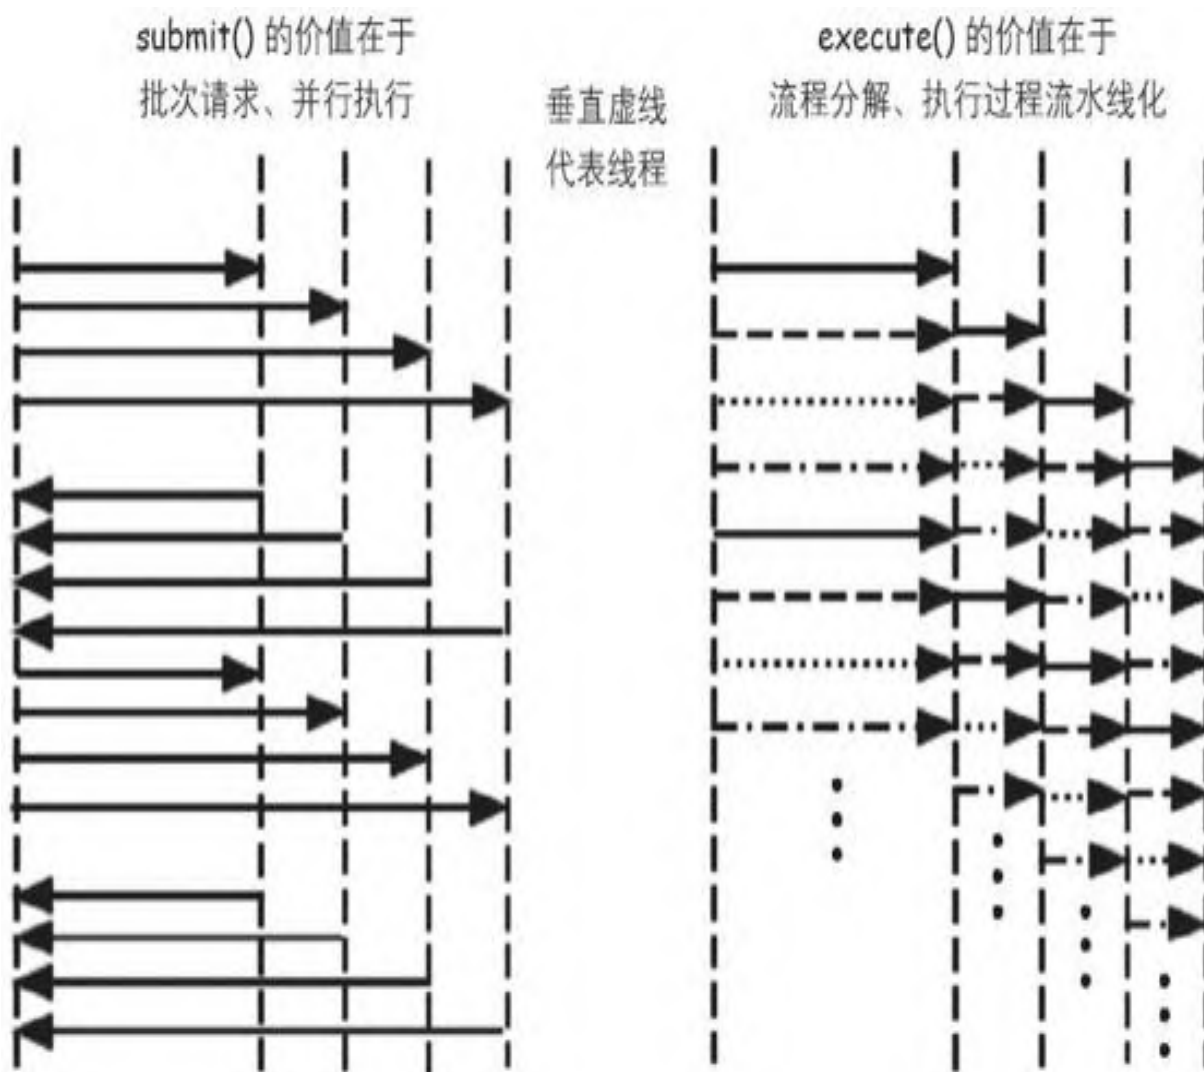 submit() 的价值在于
批次请求、并行执行
垂直虚线
代表线程
execute() 的价值在于
流程分解、执行过程流水线化